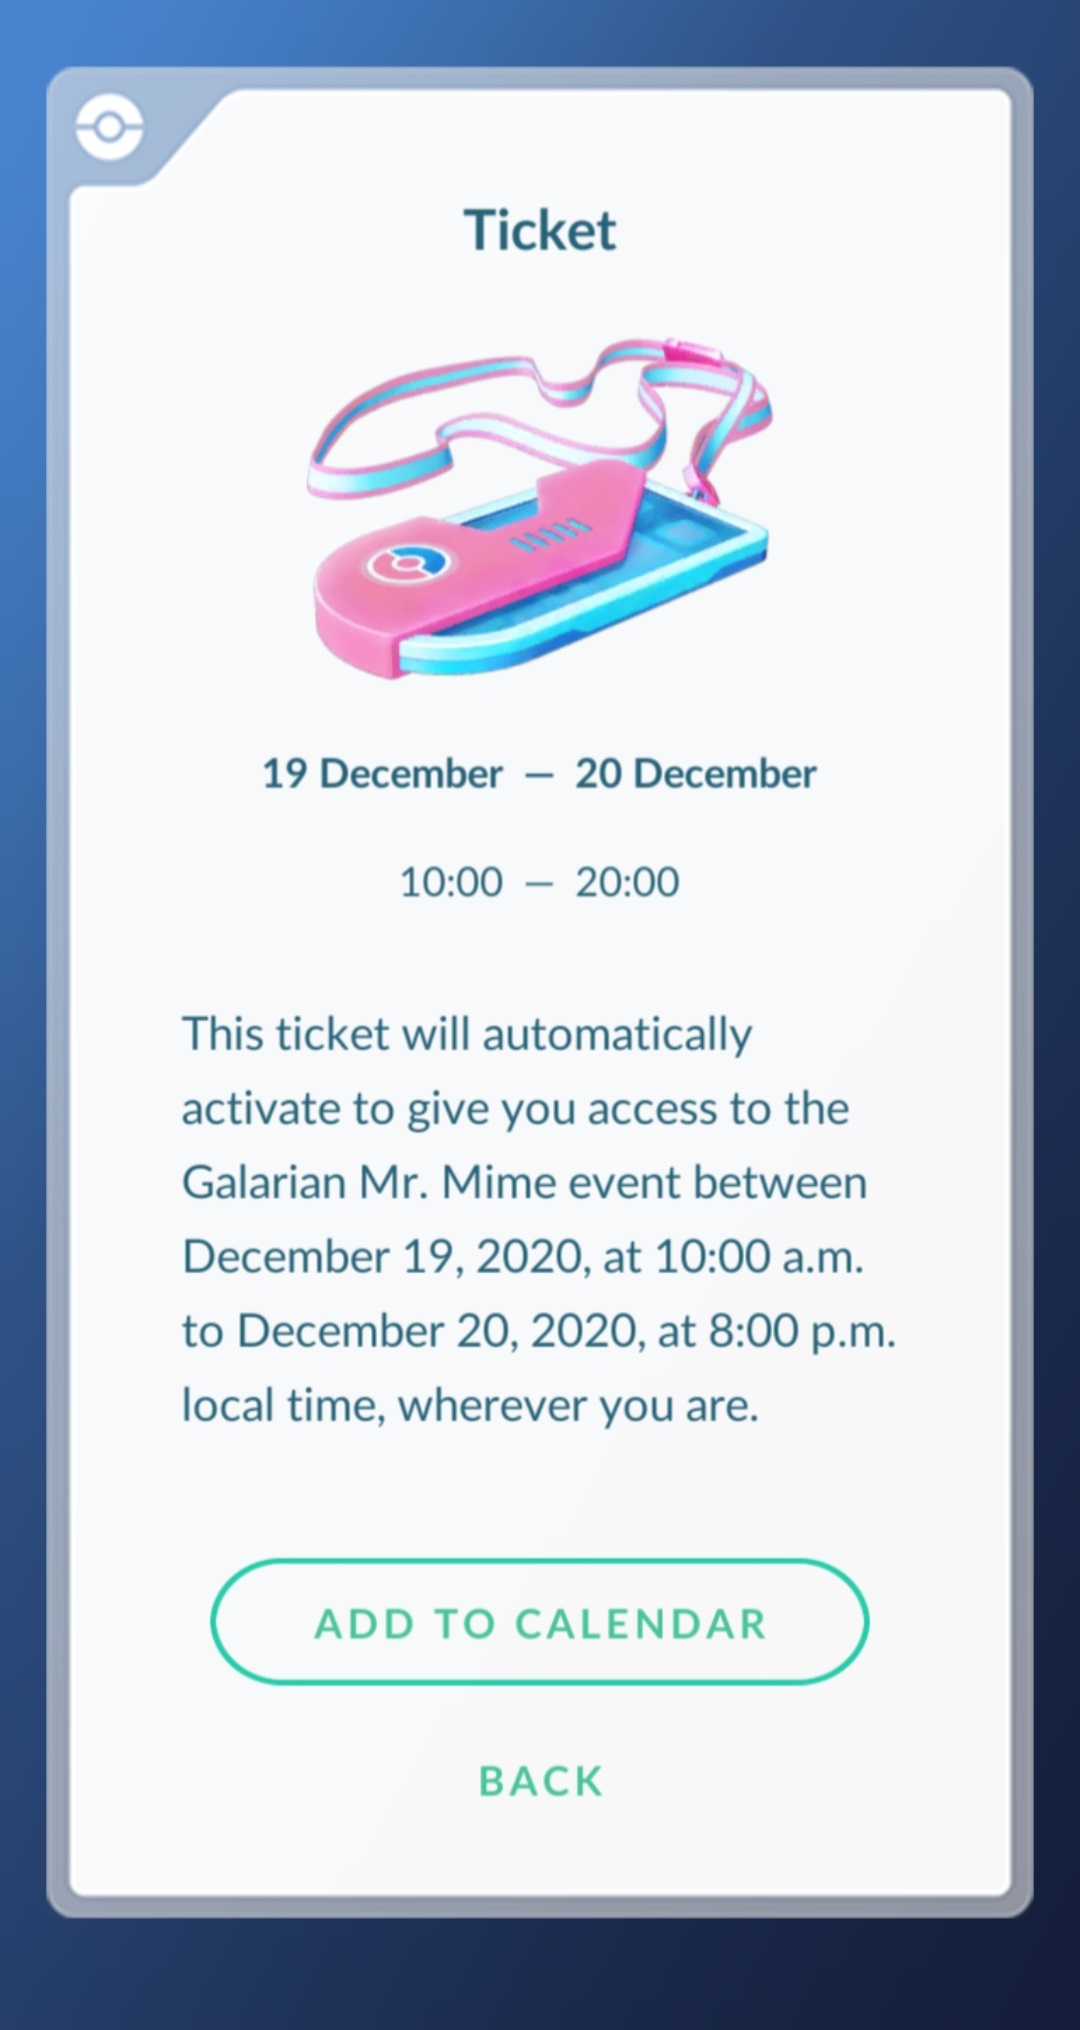 Ticket
19 December — 20 December
10:00 — 20:00
This ticket will automatically
activate to give you access to the
Galarian Mr. Mime event between
December 19, 2020, at 10:00 a.m.
to December 20, 2020, at 8:00 p.m.
local time, wherever you are.
ADD TO CALENDAR
BACK